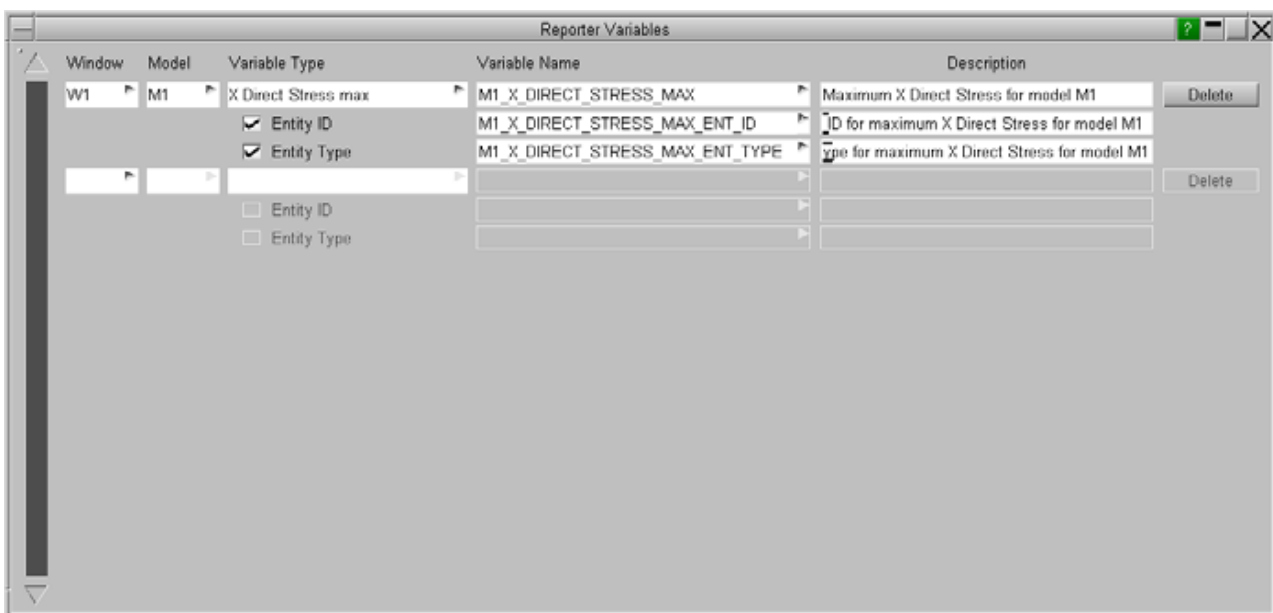 Reporter Variables ?
Window Model Variable Type Variable Name Description
W1 M1 X Direct Stress max M1_X_DIRECT_STRESS_MAX Maximum X Direct Stress for model M1 Delete
Entity ID M1_X_DIRECT_STRESS_MAX_ENT_ID ID for maximum X Direct Stress for model M1
Entity Type M1_X_DIRECT_STRESS_MAX_ENT_TYPE ype for maximum X Direct Stress for model M1
Delete
Entity ID
Entity Type